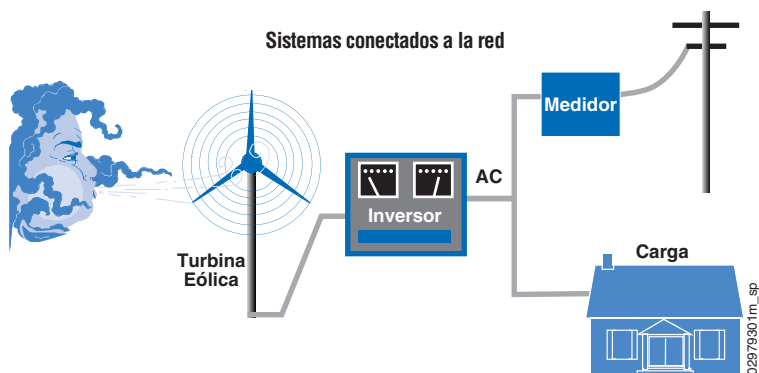 Sistemas conectados a la red
Medidor
AC
Inversor
Turbina
Eólica
Carga
02979301m_sp